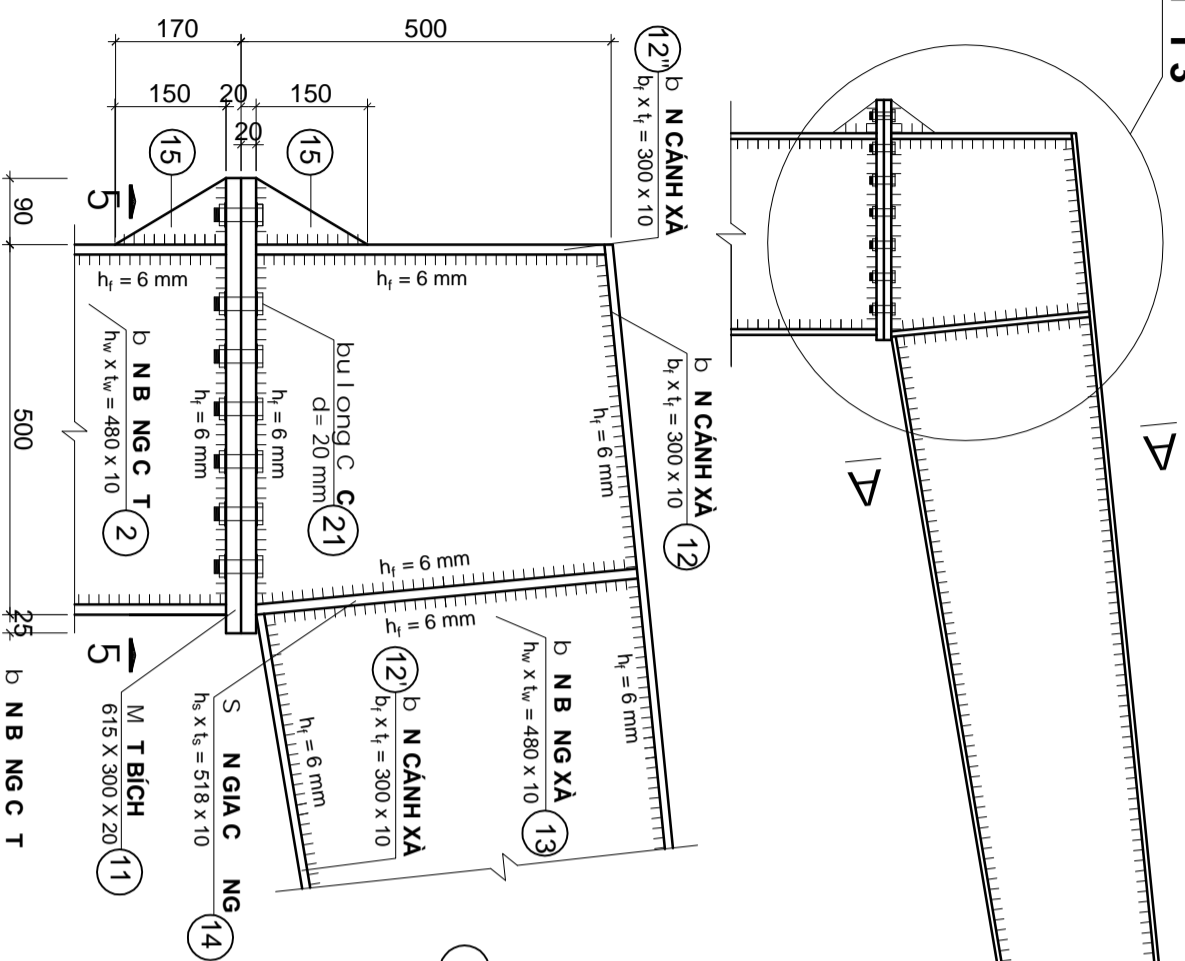 170
500
150
20
150
20
15
15
90
500
25
5
5
12"
b N CÁNH XÀ
bf x tf = 300 x 10
b N CÁNH XÀ
bf x tf = 300 x 10
12
hf = 6 mm
hf = 6 mm
hf = 6 mm
hf = 6 mm
hf = 6 mm
hf = 6 mm
hf = 6 mm
hf = 6 mm
hf = 6 mm
b N B NG C T
hw x tw = 480 x 10
2
bu l ong C C
d= 20 mm
21
b N B NG XÀ
hw x tw = 480 x 10
13
12'
b N CÁNH XÀ
bf x tf = 300 x 10
S N GIA C NG
hs x ts = 518 x 10
14
M T BÍCH
615 X 300 X 20
11
b N B NG C T
A
A